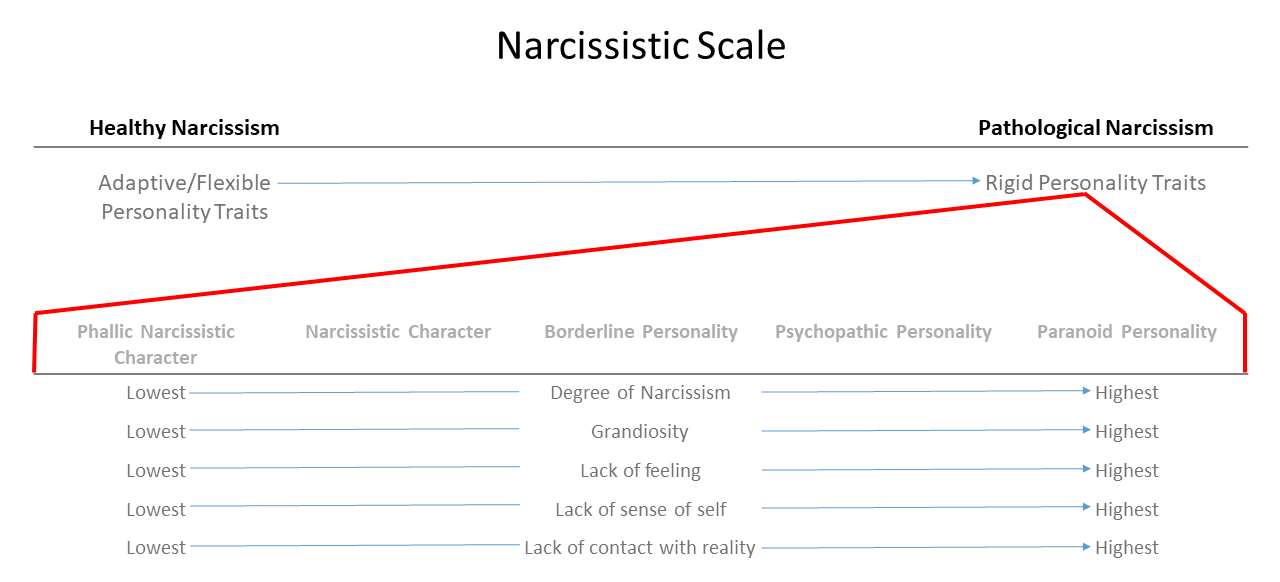 Narcissistic Scale
Healthy Narcissism Pathological Narcissism
Adaptive/Flexible Rigid Personality Traits
Personality Traits
Phallic Narcissistic Narcissistic Character Borderline Personality Psychopathic Personality Paranoid Personality
Character
Lowest Degree of Narcissism Highest
Lowest Grandiosity Highest
Lowest Lack of feeling Highest
Lowest Lack of sense of self Highest
Lowest Lack of contact with reality Highest